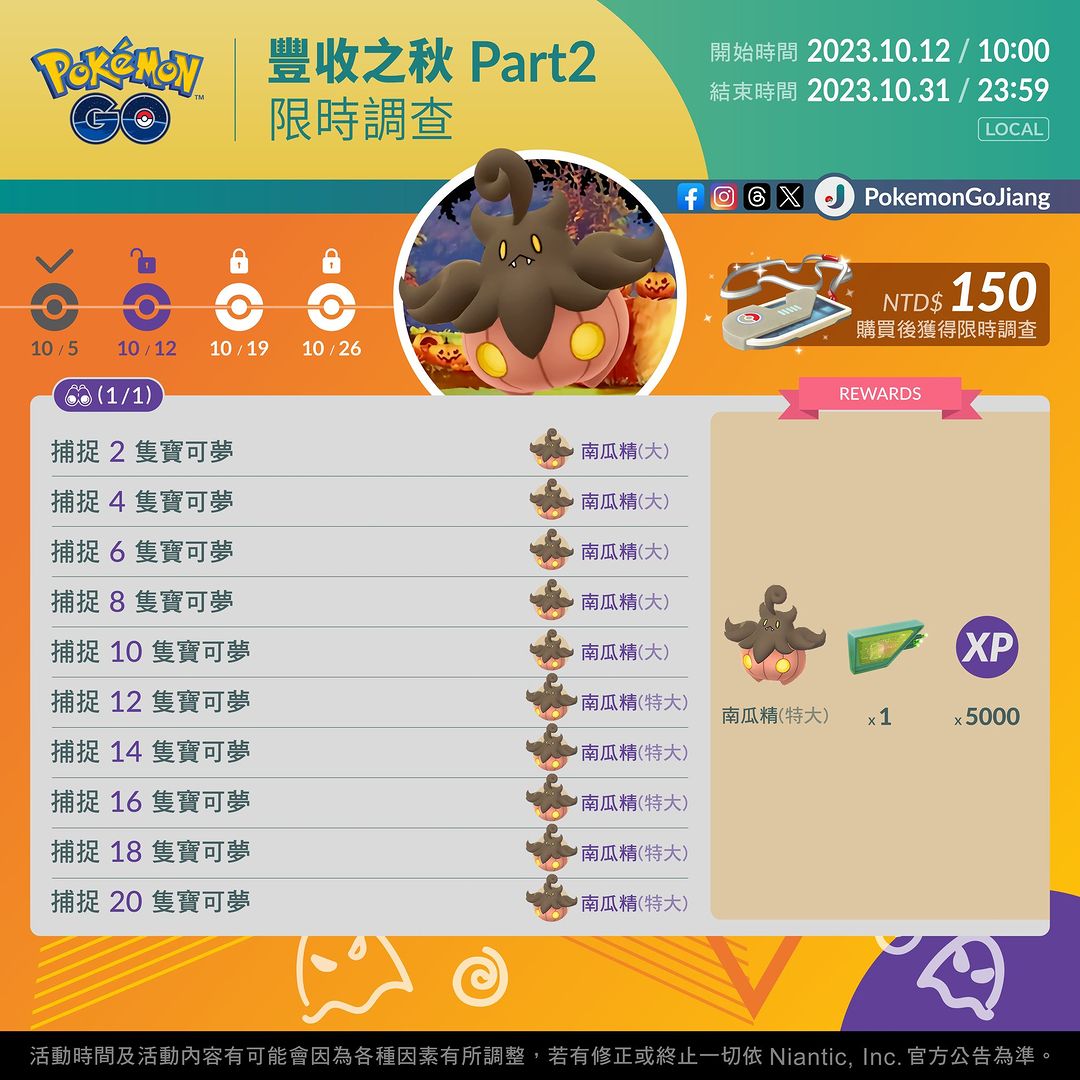 POKÉMON GO™
豐收之秋 Part2
限時調查
開始時間 2023.10.12 / 10:00
結束時間 2023.10.31 / 23:59
LOCAL
PokemonGoJiang
10 / 5
10 / 12
10 / 19
10 / 26
NTD$ 150
購買後獲得限時調查
(1/1)
REWARDS
捕捉 2 隻寶可夢 南瓜精(大)
捕捉 4 隻寶可夢 南瓜精(大)
捕捉 6 隻寶可夢 南瓜精(大)
捕捉 8 隻寶可夢 南瓜精(大)
捕捉 10 隻寶可夢 南瓜精(大)
捕捉 12 隻寶可夢 南瓜精(特大)
捕捉 14 隻寶可夢 南瓜精(特大)
捕捉 16 隻寶可夢 南瓜精(特大)
捕捉 18 隻寶可夢 南瓜精(特大)
捕捉 20 隻寶可夢 南瓜精(特大)
XP
南瓜精(特大) x 1 x 5000
活動時間及活動內容有可能會因為各種因素有所調整，若有修正或終止一切依 Niantic, Inc. 官方公告為準。